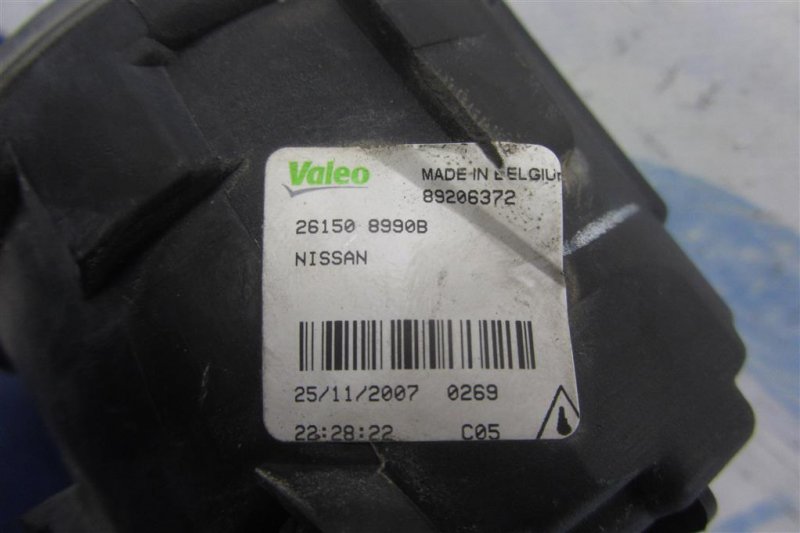 Valeo
MADE IN BELGIUM
89206372
26150 8990B
NISSAN
25/11/2007 0269
22:28:22 C05